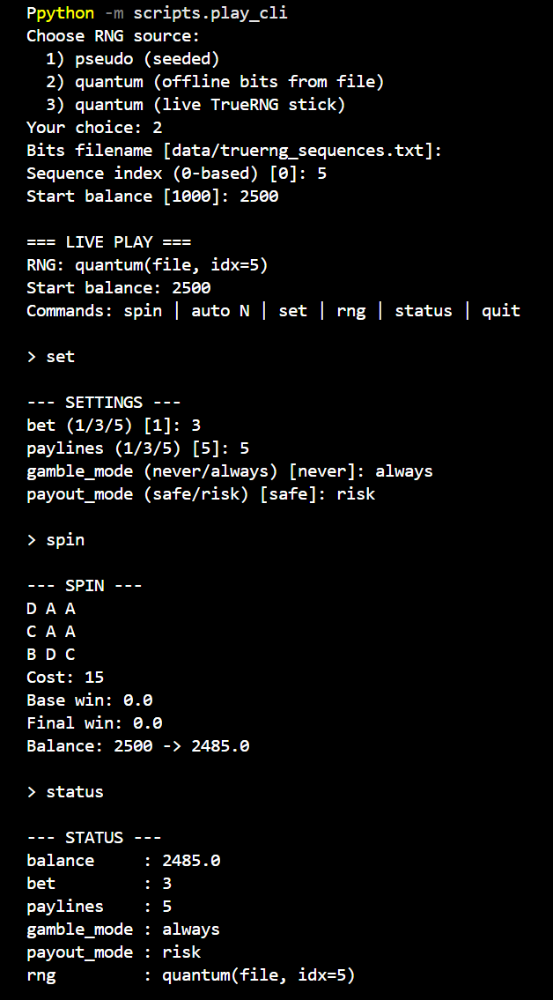 Ppython -m scripts.play_cli
Choose RNG source:
  1) pseudo (seeded)
  2) quantum (offline bits from file)
  3) quantum (live TrueRNG stick)
Your choice: 2
Bits filename [data/truerng_sequences.txt]:
Sequence index (0-based) [0]: 5
Start balance [1000]: 2500

=== LIVE PLAY ===
RNG: quantum(file, idx=5)
Start balance: 2500
Commands: spin | auto N | set | rng | status | quit

> set

--- SETTINGS ---
bet (1/3/5) [1]: 3
paylines (1/3/5) [5]: 5
gamble_mode (never/always) [never]: always
payout_mode (safe/risk) [safe]: risk

> spin

--- SPIN ---
D A A
C A A
B D C
Cost: 15
Base win: 0.0
Final win: 0.0
Balance: 2500 -> 2485.0

> status

--- STATUS ---
balance     : 2485.0
bet         : 3
paylines    : 5
gamble_mode : always
payout_mode : risk
rng         : quantum(file, idx=5)